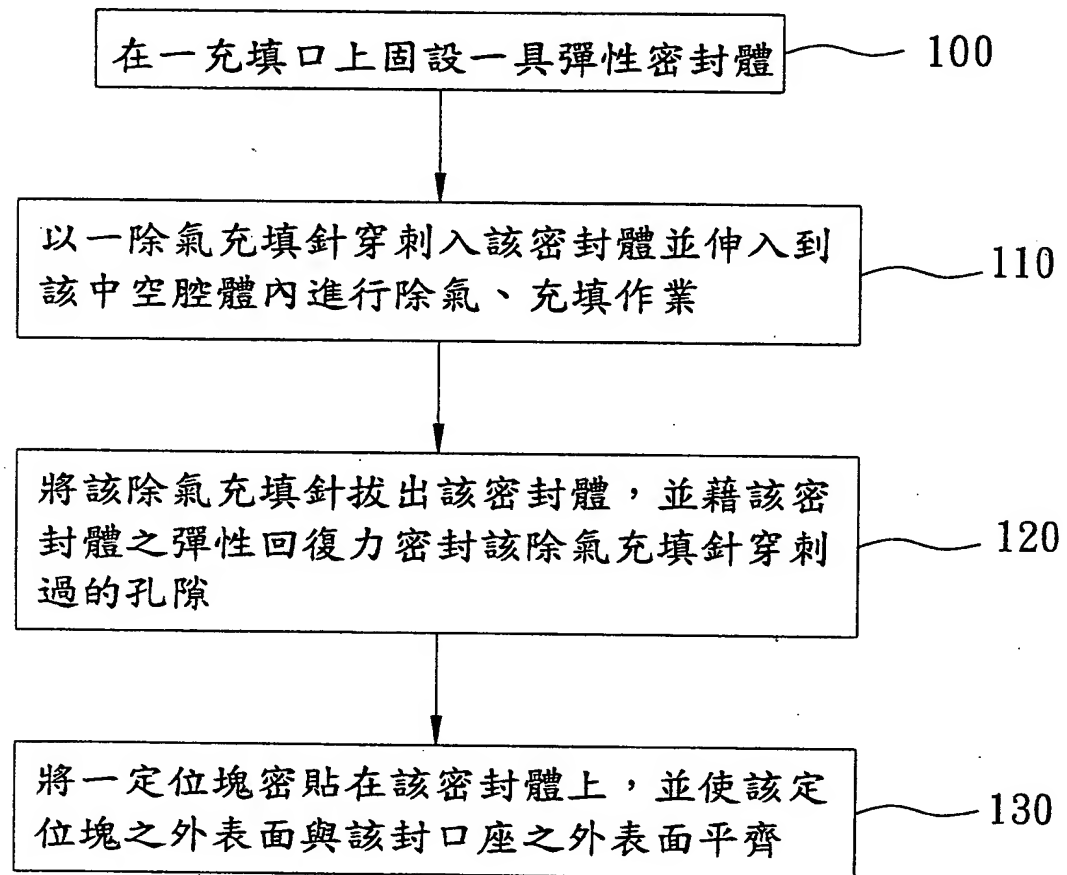 在一充填口上固設一具彈性密封體
100
以一除氣充填針穿刺入該密封體並伸入到
該中空腔體內進行除氣、充填作業
110
將該除氣充填針拔出該密封體，並藉該密
封體之彈性回復力密封該除氣充填針穿刺
過的孔隙
120
將一定位塊密貼在該密封體上，並使該定
位塊之外表面與該封口座之外表面平齊
130